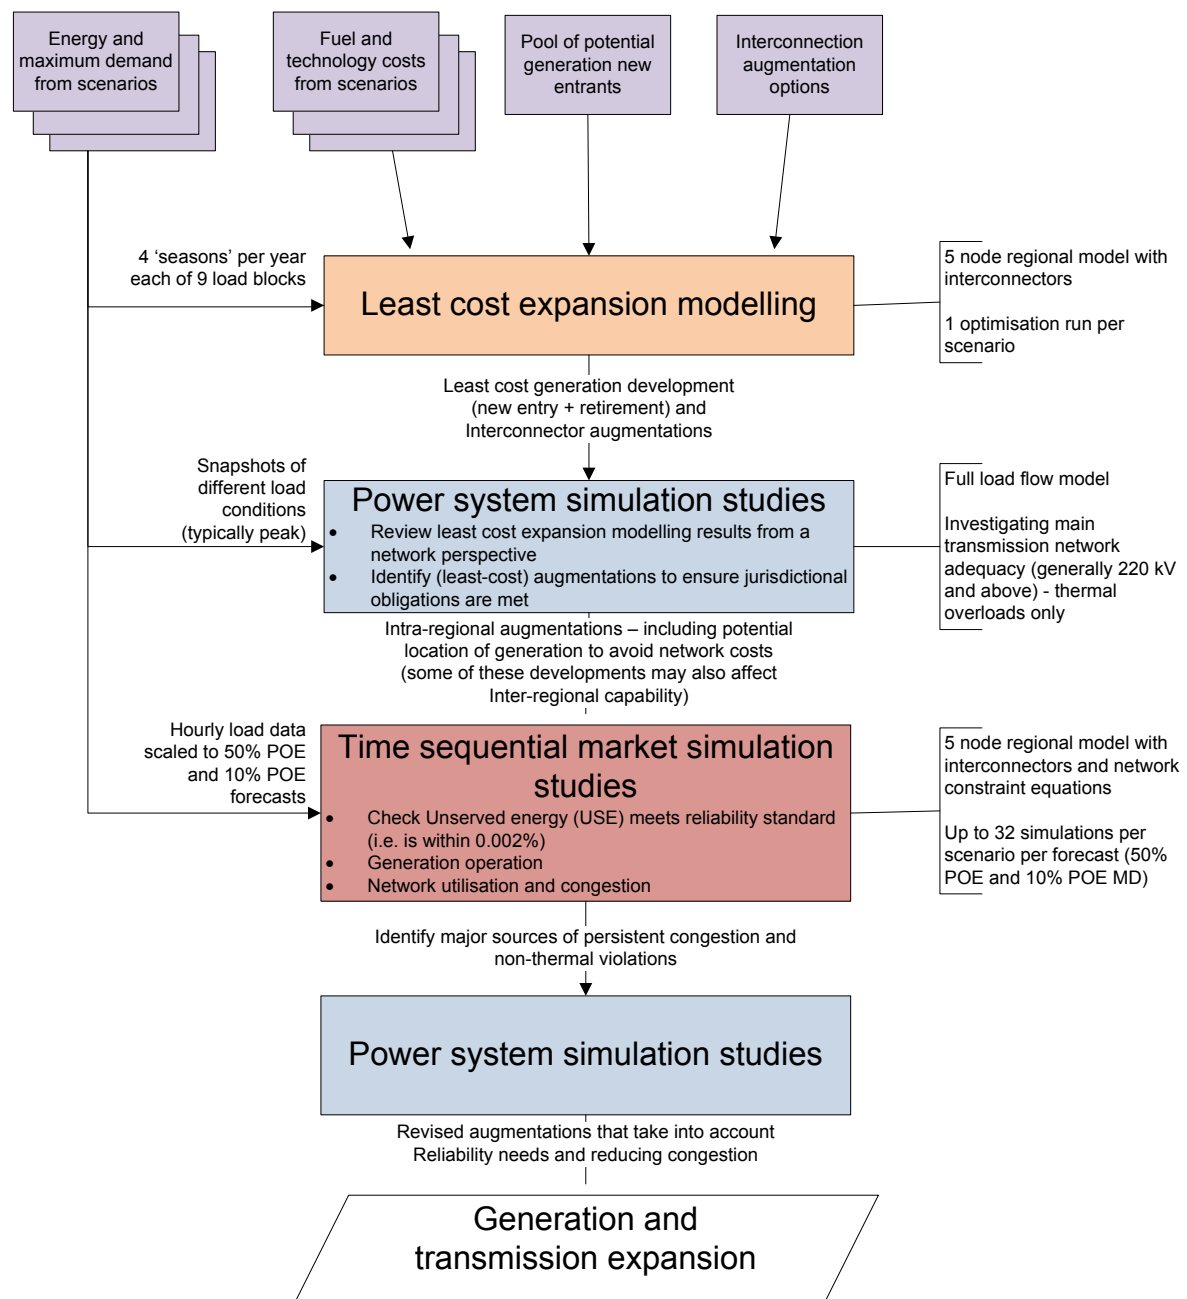 Energy and
maximum demand
from scenarios
Fuel and
technology costs
from scenarios
Pool of potential
generation new
entrants
Interconnection
augmentation
options
4 ‘seasons’ per year
each of 9 load blocks
Least cost expansion modelling
5 node regional model with
interconnectors
1 optimisation run per
scenario
Least cost generation development
(new entry + retirement) and
Interconnector augmentations
Snapshots of
different load
conditions
(typically peak)
Power system simulation studies
• Review least cost expansion modelling results from a
network perspective
• Identify (least-cost) augmentations to ensure jurisdictional
obligations are met
Full load flow model
Investigating main
transmission network
adequacy (generally 220 kV
and above) - thermal
overloads only
Intra-regional augmentations – including potential
location of generation to avoid network costs
(some of these developments may also affect
Inter-regional capability)
Hourly load data
scaled to 50% POE
and 10% POE
forecasts
Time sequential market simulation
studies
• Check Unserved energy (USE) meets reliability standard
(i.e. is within 0.002%)
• Generation operation
• Network utilisation and congestion
5 node regional model with
interconnectors and network
constraint equations
Up to 32 simulations per
scenario per forecast (50%
POE and 10% POE MD)
Identify major sources of persistent congestion and
non-thermal violations
Power system simulation studies
Revised augmentations that take into account
Reliability needs and reducing congestion
Generation and
transmission expansion